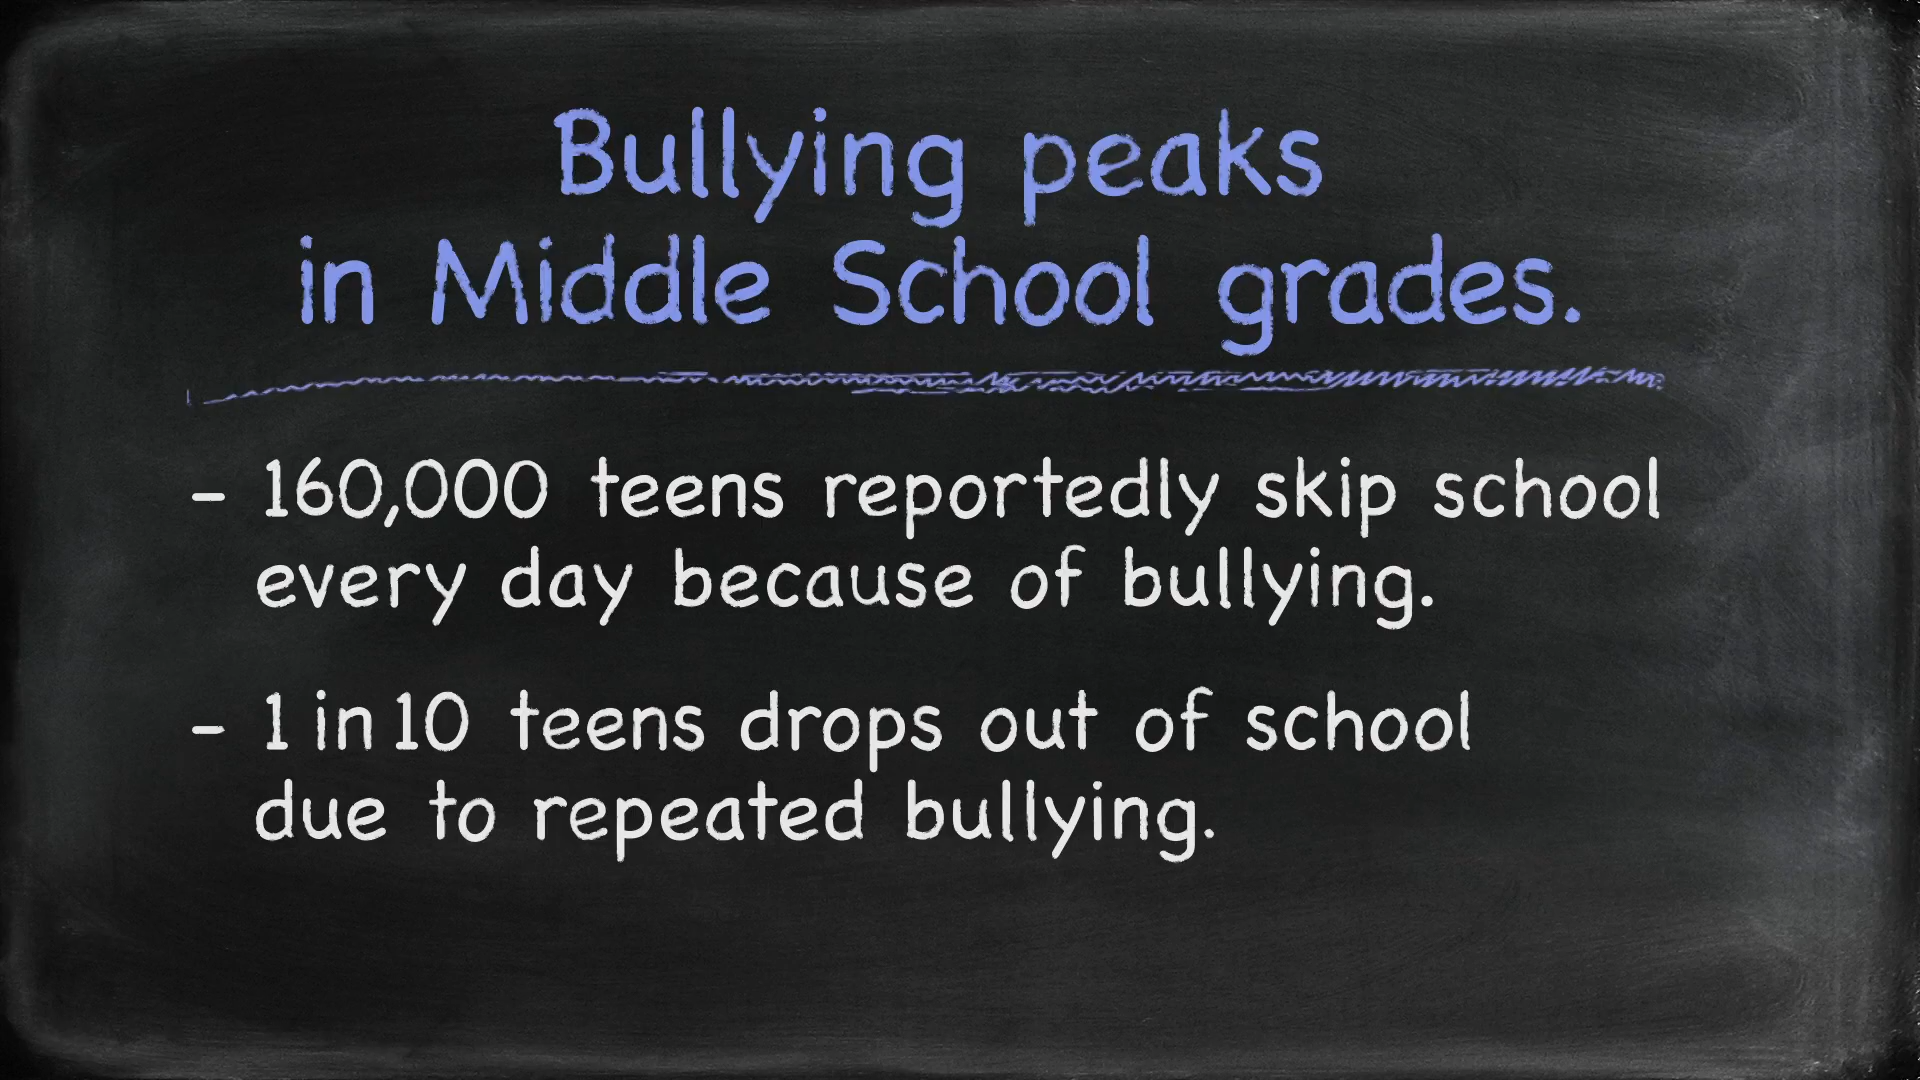 Bullying peaks
in Middle School grades.
- 160,000 teens reportedly skip school
every day because of bullying.
- 1 in 10 teens drops out of school
due to repeated bullying.